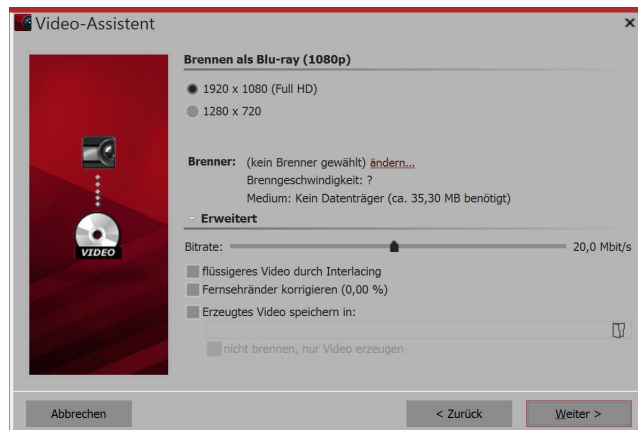 Video-Assistent
Brennen als Blu-ray (1080p)
1920 x 1080 (Full HD)
1280 x 720
Brenner: (kein Brenner gewählt) ändern...
Brenngeschwindigkeit: ?
Medium: Kein Datenträger (ca. 35,30 MB benötigt)
Erweitert
Bitrate: 20,0 Mbit/s
flüssigeres Video durch Interlacing
Fernsehränder korrigieren (0,00 %)
Erzeugtes Video speichern in:
nicht brennen, nur Video erzeugen
VIDEO
Abbrechen
< Zurück
Weiter >